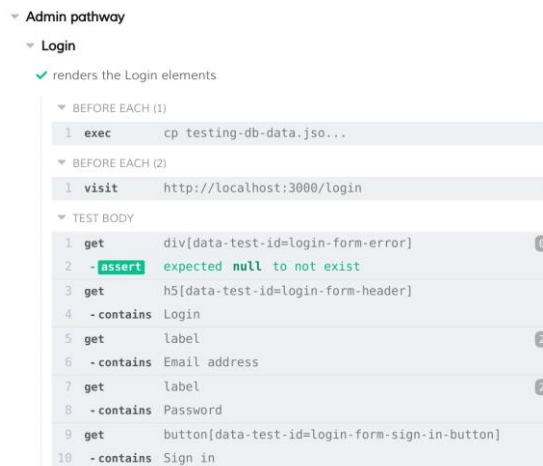 Admin pathway
Login
renders the Login elements
BEFORE EACH (1)
1 exec cp testing-db-data.jso...
BEFORE EACH (2)
1 visit http://localhost:3000/login
TEST BODY
1 get div[data-test-id=login-form-error]
2 -assert expected null to not exist
3 get h5[data-test-id=login-form-header]
4 -contains Login
5 get label 2
6 -contains Email address
7 get label 2
8 -contains Password
9 get button[data-test-id=login-form-sign-in-button]
10 -contains Sign in